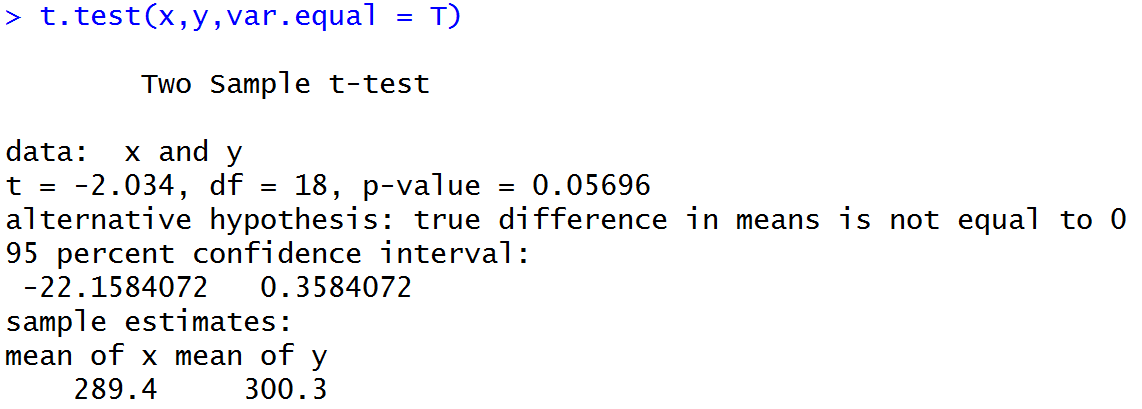 > t.test(x,y,var.equal = T)
Two Sample t-test
data:  x and y
t = -2.034, df = 18, p-value = 0.05696
alternative hypothesis: true difference in means is not equal to 0
95 percent confidence interval:
 -22.1584072   0.3584072
sample estimates:
mean of x mean of y
    289.4     300.3